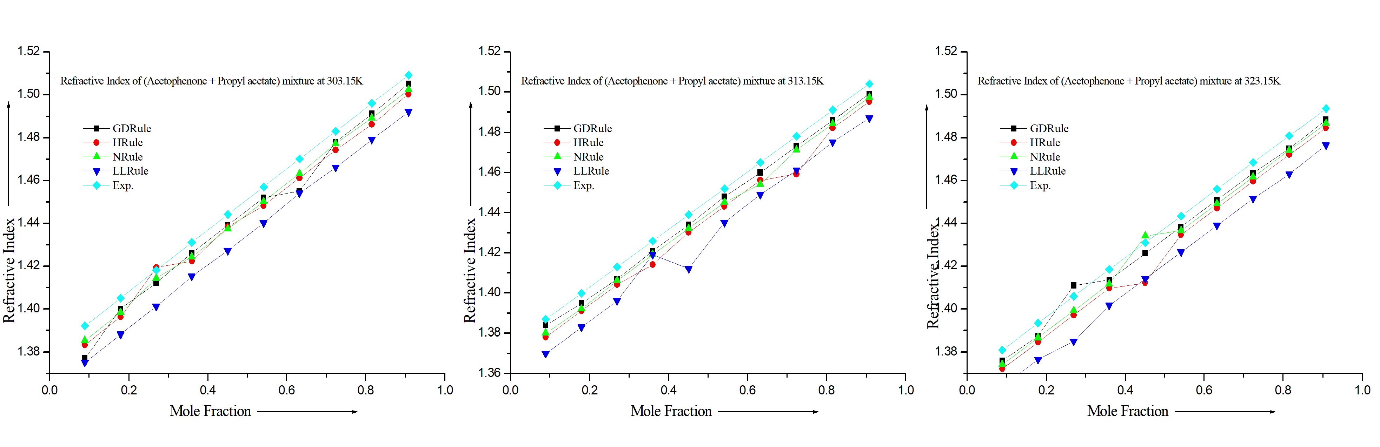 Refractive Index of (Acetophenone + Propyl acetate) mixture at 303.15K
GDRule
HRule
NRule
LLRule
Exp.
1.52
1.50
1.48
1.46
1.44
1.42
1.40
1.38
0.0
0.2
0.4
0.6
0.8
1.0
Refractive Index
Mole Fraction
Refractive Index of (Acetophenone + Propyl acetate) mixture at 313.15K
GDRule
HRule
NRule
LLRule
Exp.
1.52
1.50
1.48
1.46
1.44
1.42
1.40
1.38
1.36
0.0
0.2
0.4
0.6
0.8
1.0
Refractive Index
Mole Fraction
Refractive Index of (Acetophenone + Propyl acetate) mixture at 323.15K
GDRule
HRule
NRule
LLRule
Exp.
1.52
1.50
1.48
1.46
1.44
1.42
1.40
1.38
0.0
0.2
0.4
0.6
0.8
1.0
Refractive Index
Mole Fraction